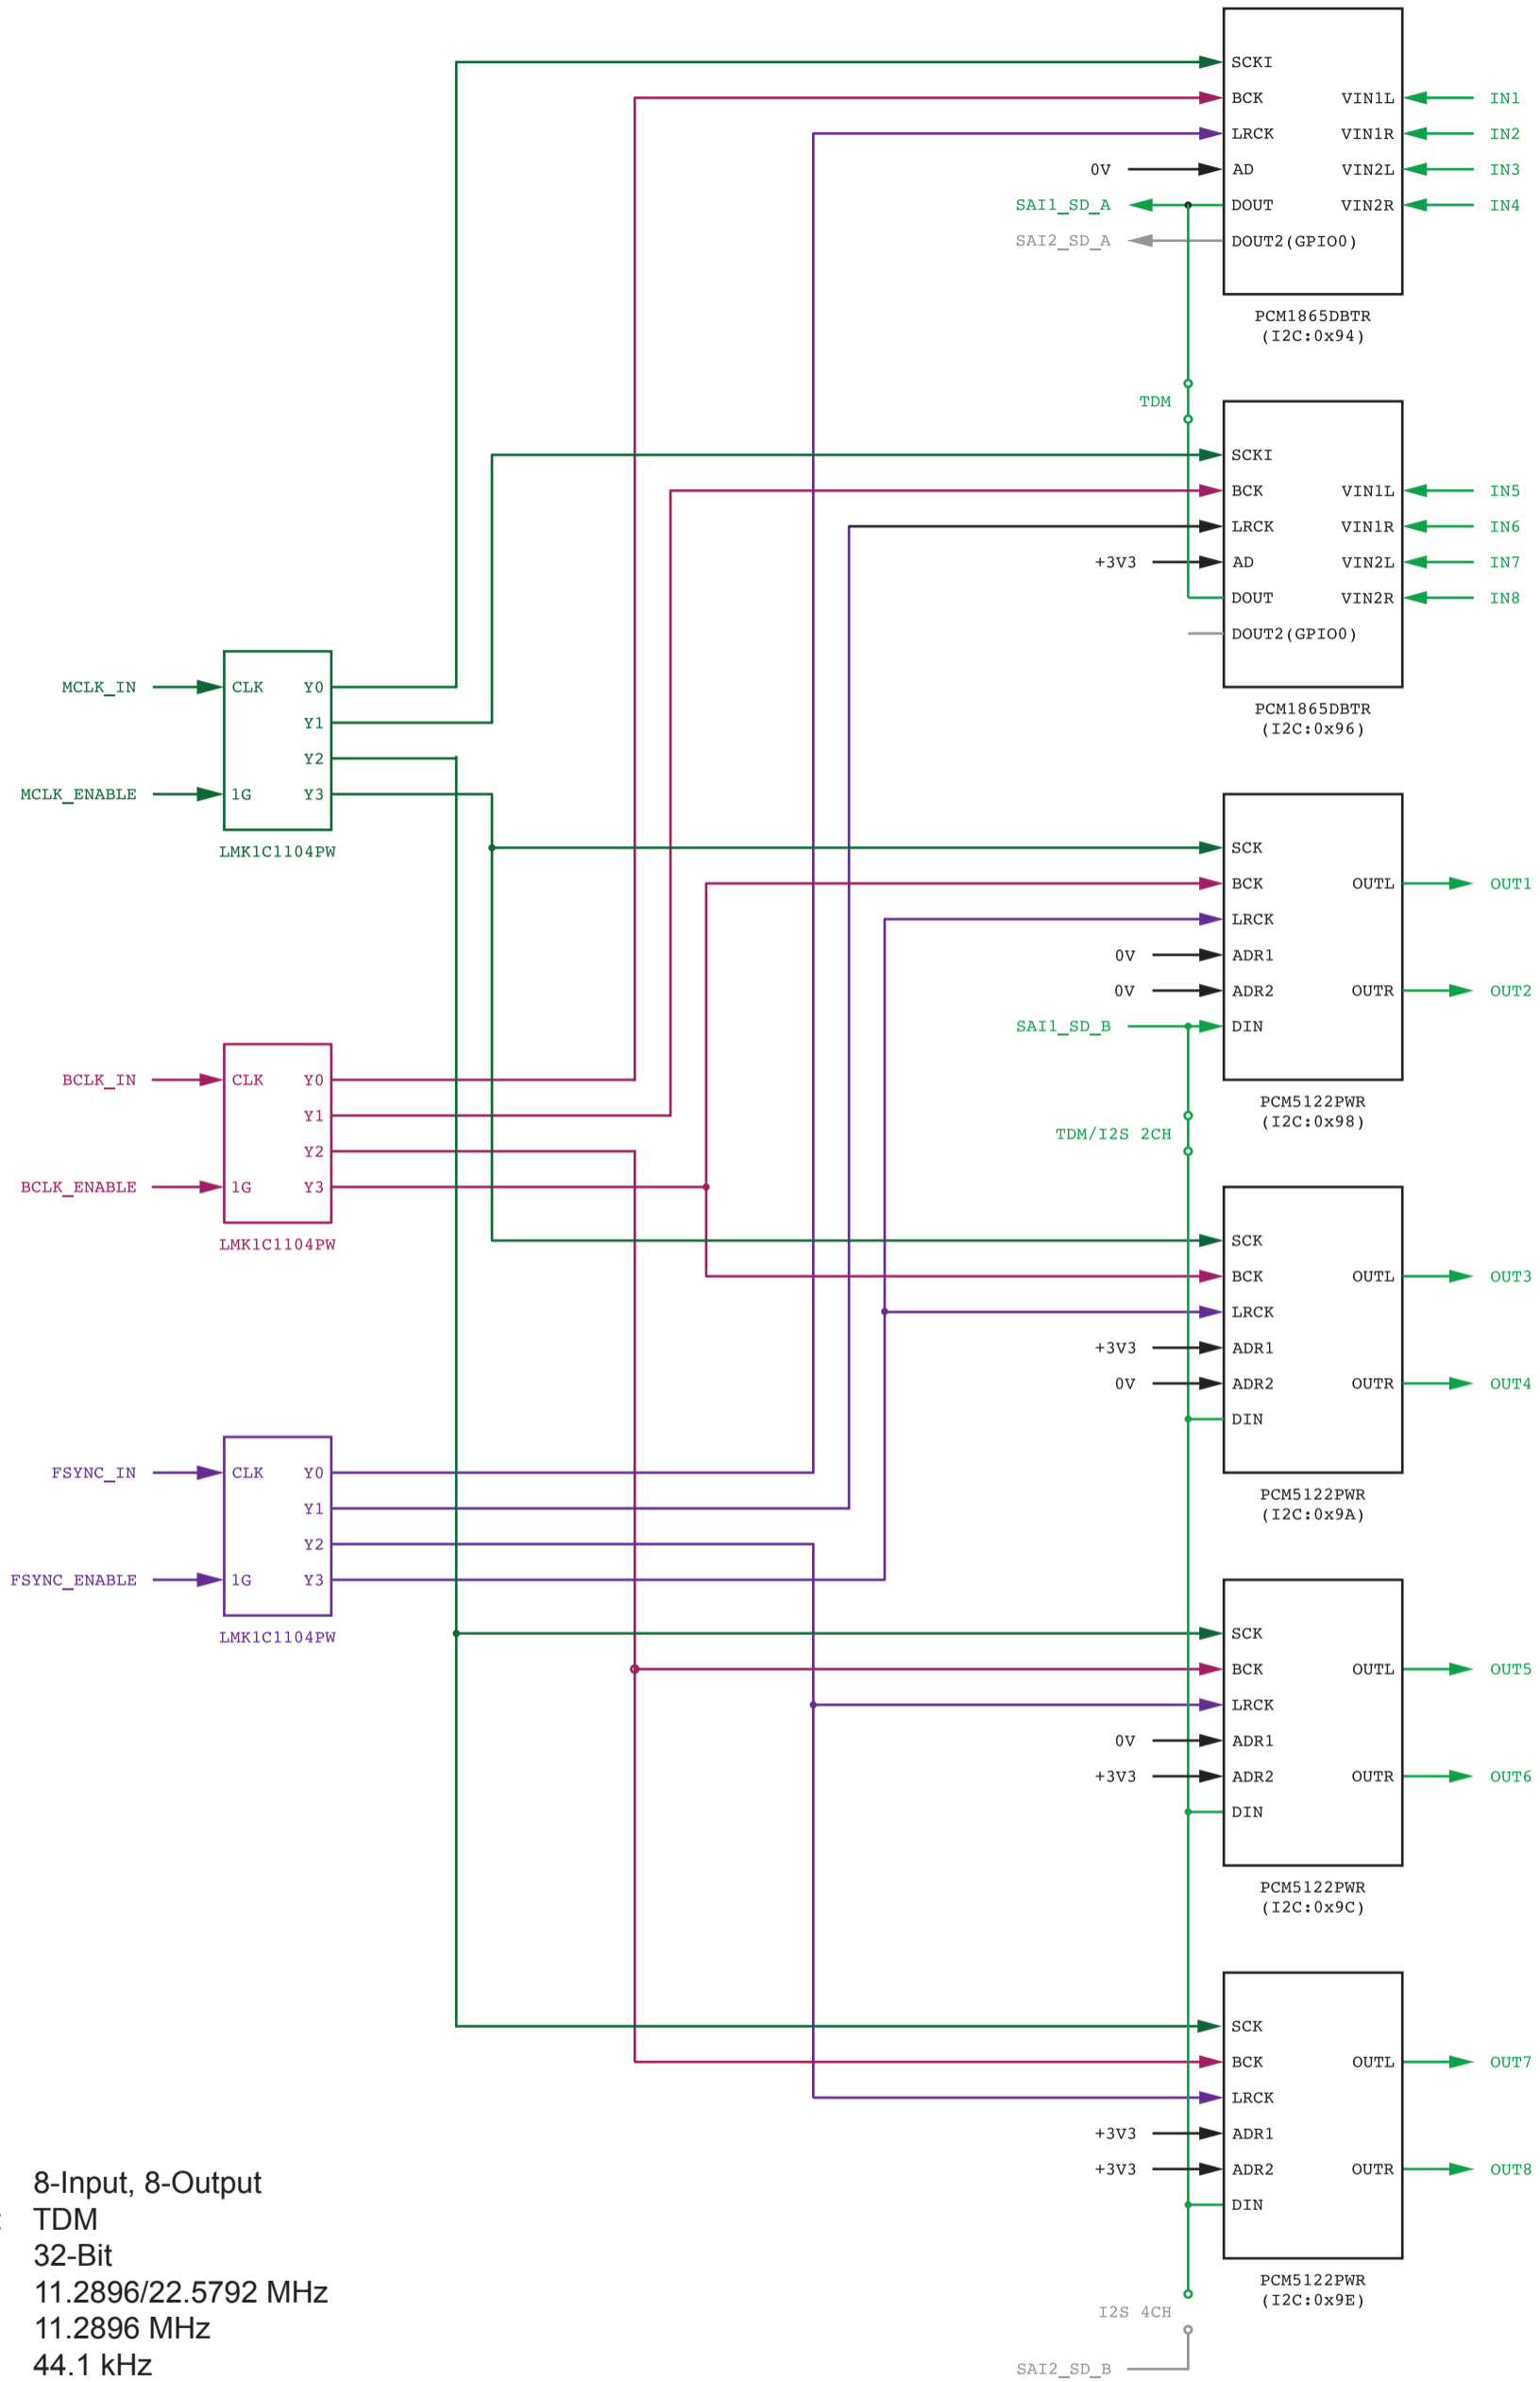 SCKI
BCK VIN1L IN1
LRCK VIN1R IN2
0V AD VIN2L IN3
SAI1_SD_A DOUT VIN2R IN4
SAI2_SD_A DOUT2(GPIO0)
PCM1865DBTR
(I2C:0x94)
TDM
SCKI
BCK VIN1L IN5
LRCK VIN1R IN6
+3V3 AD VIN2L IN7
DOUT VIN2R IN8
DOUT2(GPIO0)
PCM1865DBTR
(I2C:0x96)
MCLK_IN CLK Y0
Y1
Y2
MCLK_ENABLE 1G Y3
LMK1C1104PW
SCK
BCK OUTL OUT1
LRCK
0V ADR1
0V ADR2 OUTR OUT2
SAI1_SD_B DIN
PCM5122PWR
(I2C:0x98)
TDM/I2S 2CH
BCLK_IN CLK Y0
Y1
Y2
BCLK_ENABLE 1G Y3
LMK1C1104PW
SCK
BCK OUTL OUT3
LRCK
+3V3 ADR1
0V ADR2 OUTR OUT4
DIN
PCM5122PWR
(I2C:0x9A)
FSYNC_IN CLK Y0
Y1
Y2
FSYNC_ENABLE 1G Y3
LMK1C1104PW
SCK
BCK OUTL OUT5
LRCK
0V ADR1
+3V3 ADR2 OUTR OUT6
DIN
PCM5122PWR
(I2C:0x9C)
SCK
BCK OUTL OUT7
LRCK
+3V3 ADR1
+3V3 ADR2 OUTR OUT8
DIN
PCM5122PWR
(I2C:0x9E)
I2S 4CH
SAI2_SD_B
8-Input, 8-Output
: TDM
32-Bit
11.2896/22.5792 MHz
11.2896 MHz
44.1 kHz